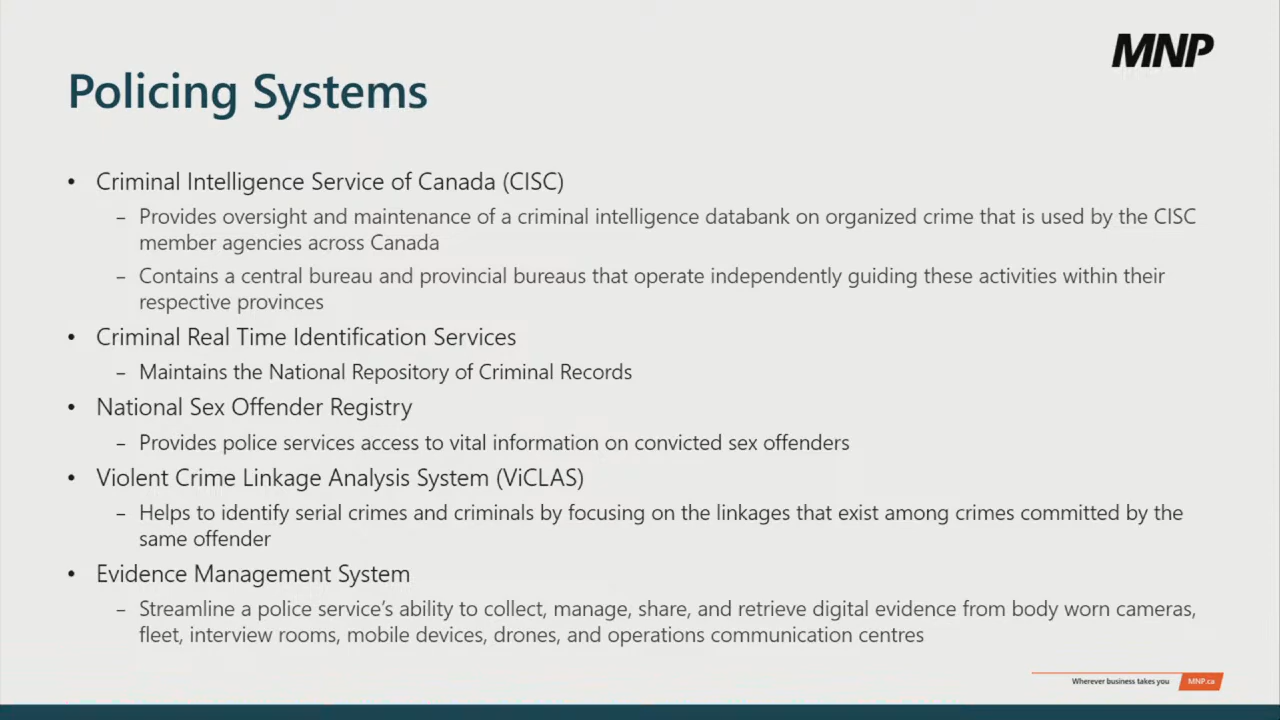 MNP
Policing Systems
• Criminal Intelligence Service of Canada (CISC)
– Provides oversight and maintenance of a criminal intelligence databank on organized crime that is used by the CISC
member agencies across Canada
– Contains a central bureau and provincial bureaus that operate independently guiding these activities within their
respective provinces
• Criminal Real Time Identification Services
– Maintains the National Repository of Criminal Records
• National Sex Offender Registry
– Provides police services access to vital information on convicted sex offenders
• Violent Crime Linkage Analysis System (ViCLAS)
– Helps to identify serial crimes and criminals by focusing on the linkages that exist among crimes committed by the
same offender
• Evidence Management System
– Streamline a police service’s ability to collect, manage, share, and retrieve digital evidence from body worn cameras,
fleet, interview rooms, mobile devices, drones, and operations communication centres
Wherever business takes you MNP.ca